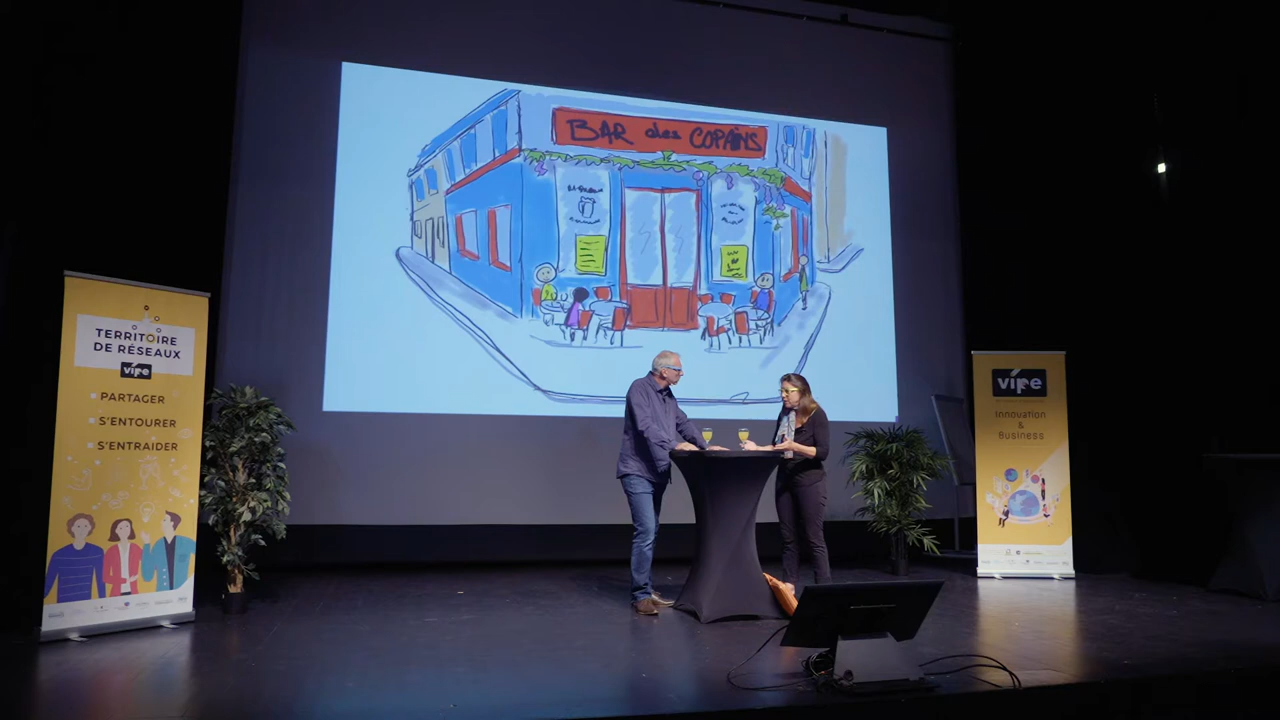 BAR des COPAINS
TERRITOIRE
DE RÉSEAUX
vipe
PARTAGER
S'ENTOURER
S'ENTRAIDER
vipe
Innovation
&
Business